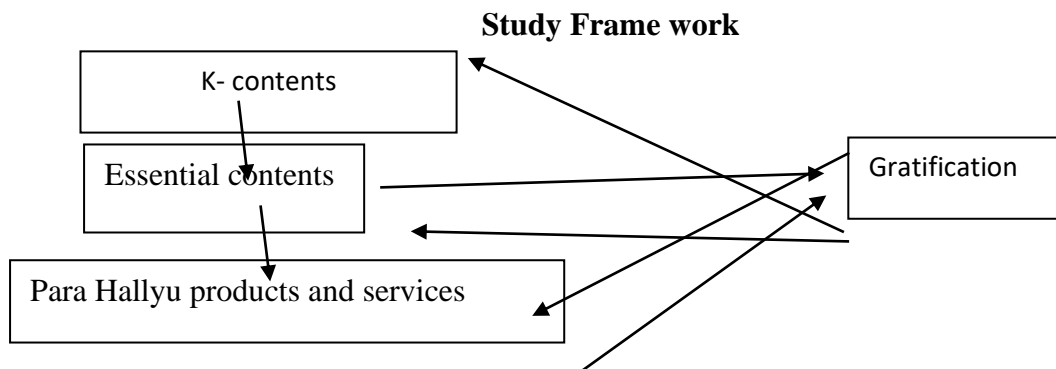 Study Frame work
K- contents
Essential contents
Gratification
Para Hallyu products and services